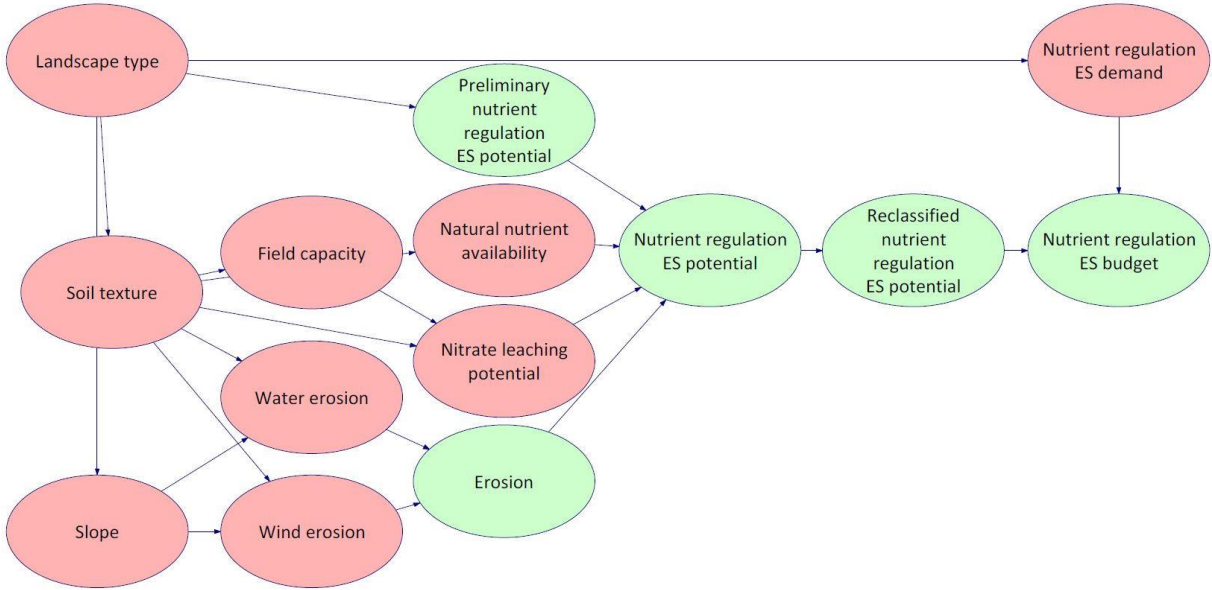 Landscape type
Nutrient regulation
ES demand
Preliminary
nutrient
regulation
ES potential
Natural nutrient
availability
Field capacity
Nutrient regulation
ES potential
Reclassified
nutrient
regulation
ES potential
Nutrient regulation
ES budget
Soil texture
Nitrate leaching
potential
Water erosion
Erosion
Slope
Wind erosion